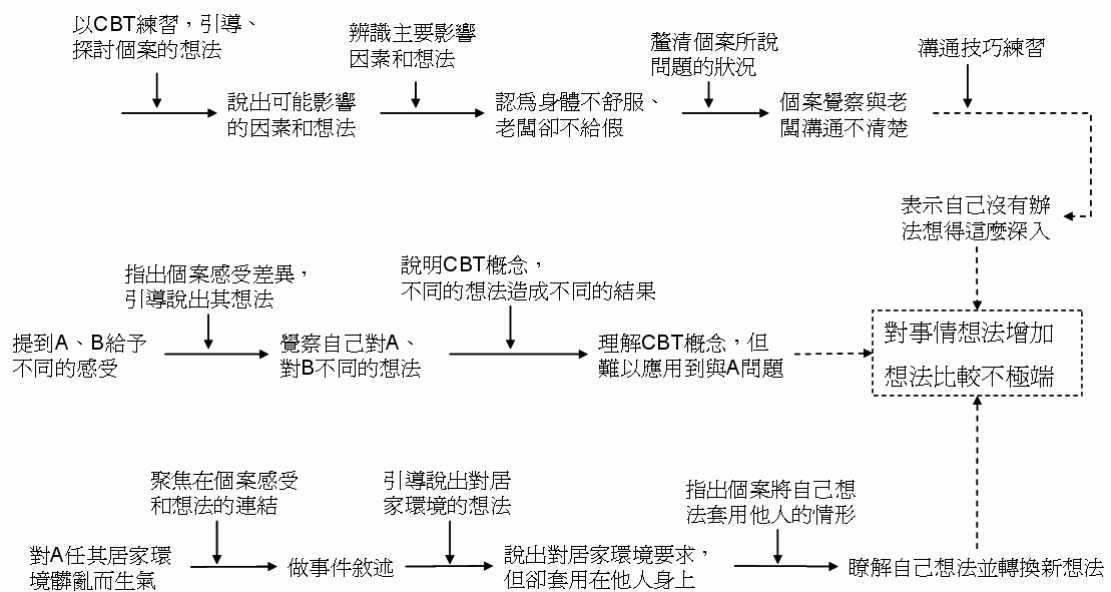 以CBT練習，引導、
探討個案的想法
辨識主要影響
因素和想法
釐清個案所說
問題的狀況
溝通技巧練習
說出可能影響
的因素和想法
認為身體不舒服、
老闆卻不給假
個案覺察與老
闆溝通不清楚
表示自己沒有辦
法想得這麼深入
指出個案感受差異，
引導說出其想法
說明CBT概念，
不同的想法造成不同的結果
提到A、B給予
不同的感受
覺察自己對A、
對B不同的想法
理解CBT概念，但
難以應用到與A問題
對事情想法增加
想法比較不極端
聚焦在個案感受
和想法的連結
引導說出對居
家環境的想法
指出個案將自己想
法套用他人的情形
對A任其居家環
境髒亂而生氣
做事件敘述
說出對居家環境要求，
但卻套用在他人身上
瞭解自己想法並轉換新想法